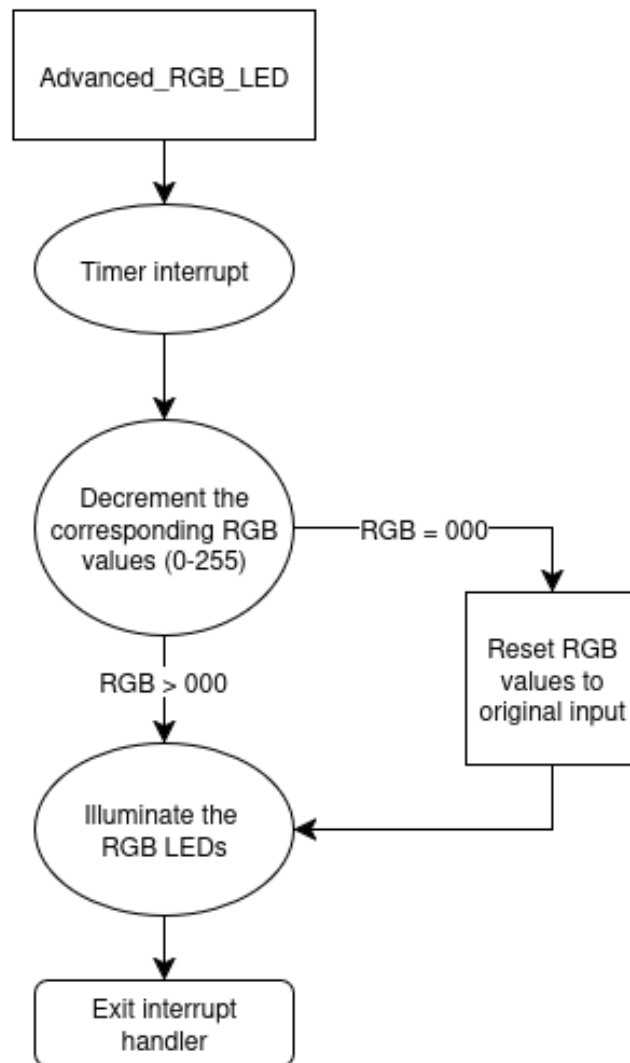 Advanced_RGB_LED
Timer interrupt
Decrement the
corresponding RGB
values (0-255)
RGB = 000
Reset RGB
values to
original input
RGB > 000
Illuminate the
RGB LEDs
Exit interrupt
handler